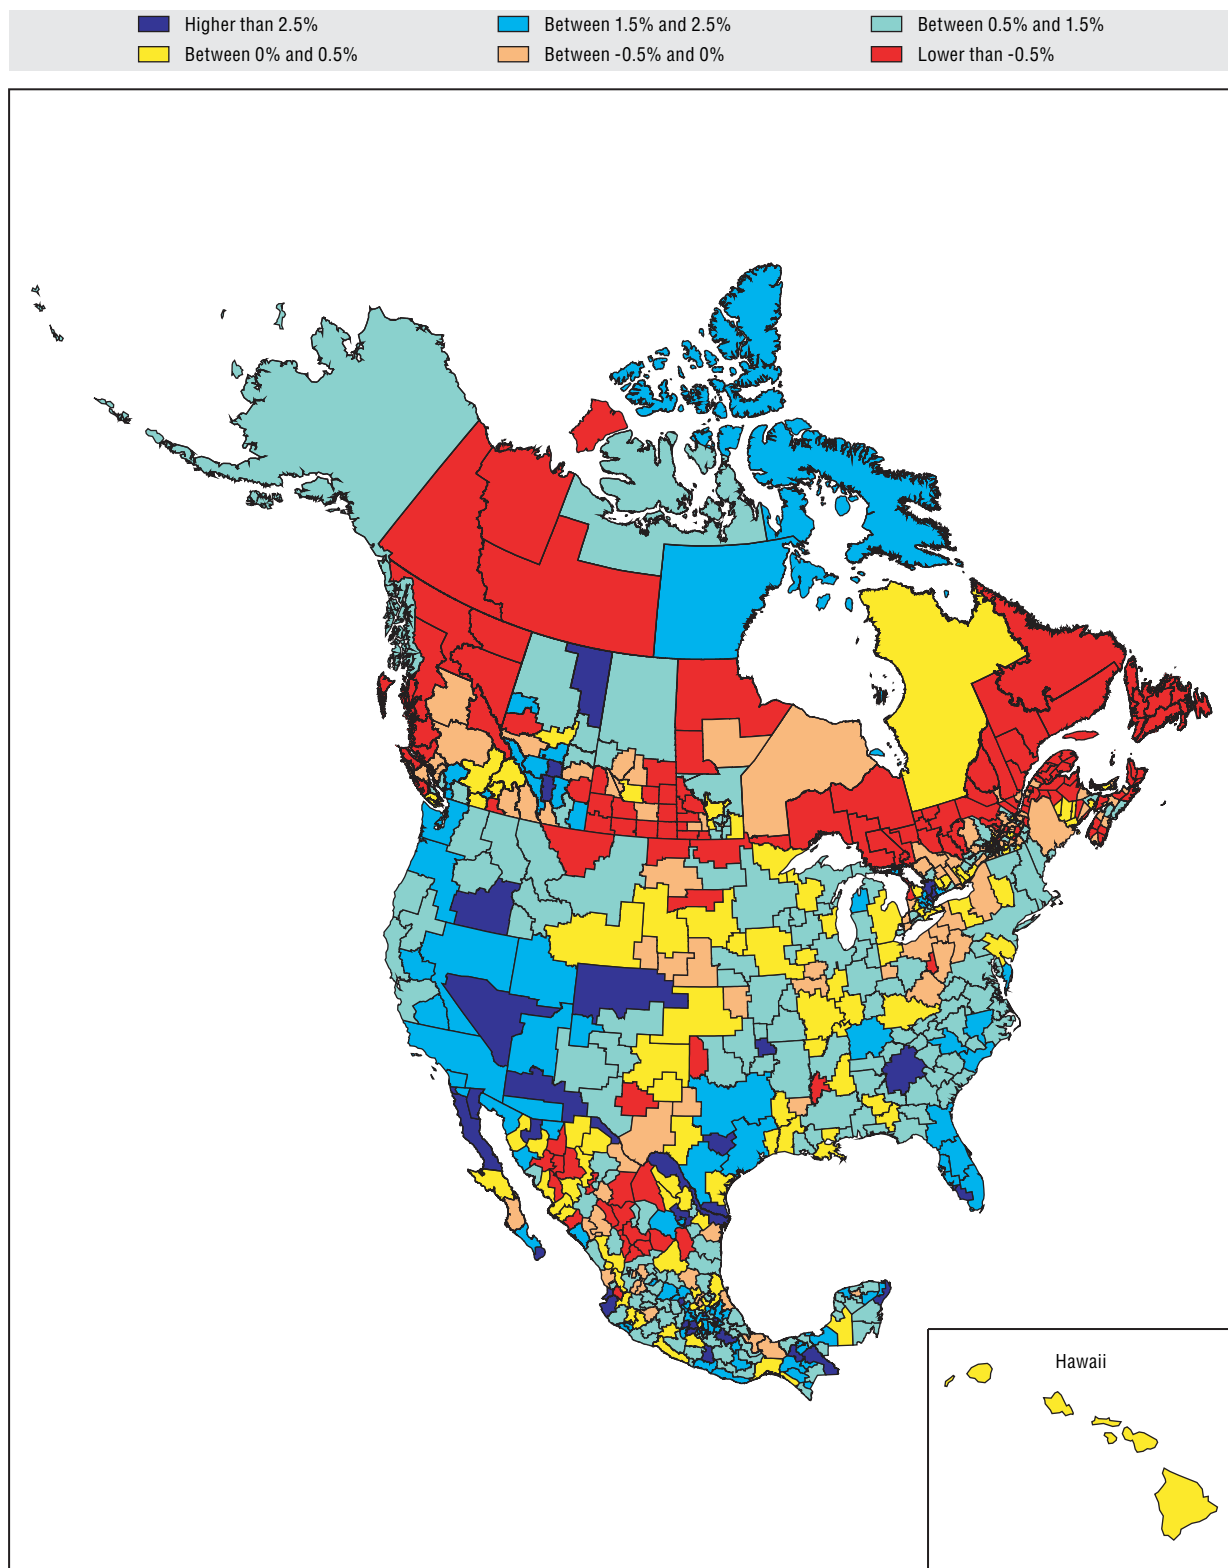 Higher than 2.5% Between 1.5% and 2.5% Between 0.5% and 1.5%
Between 0% and 0.5% Between -0.5% and 0% Lower than -0.5%
Hawaii